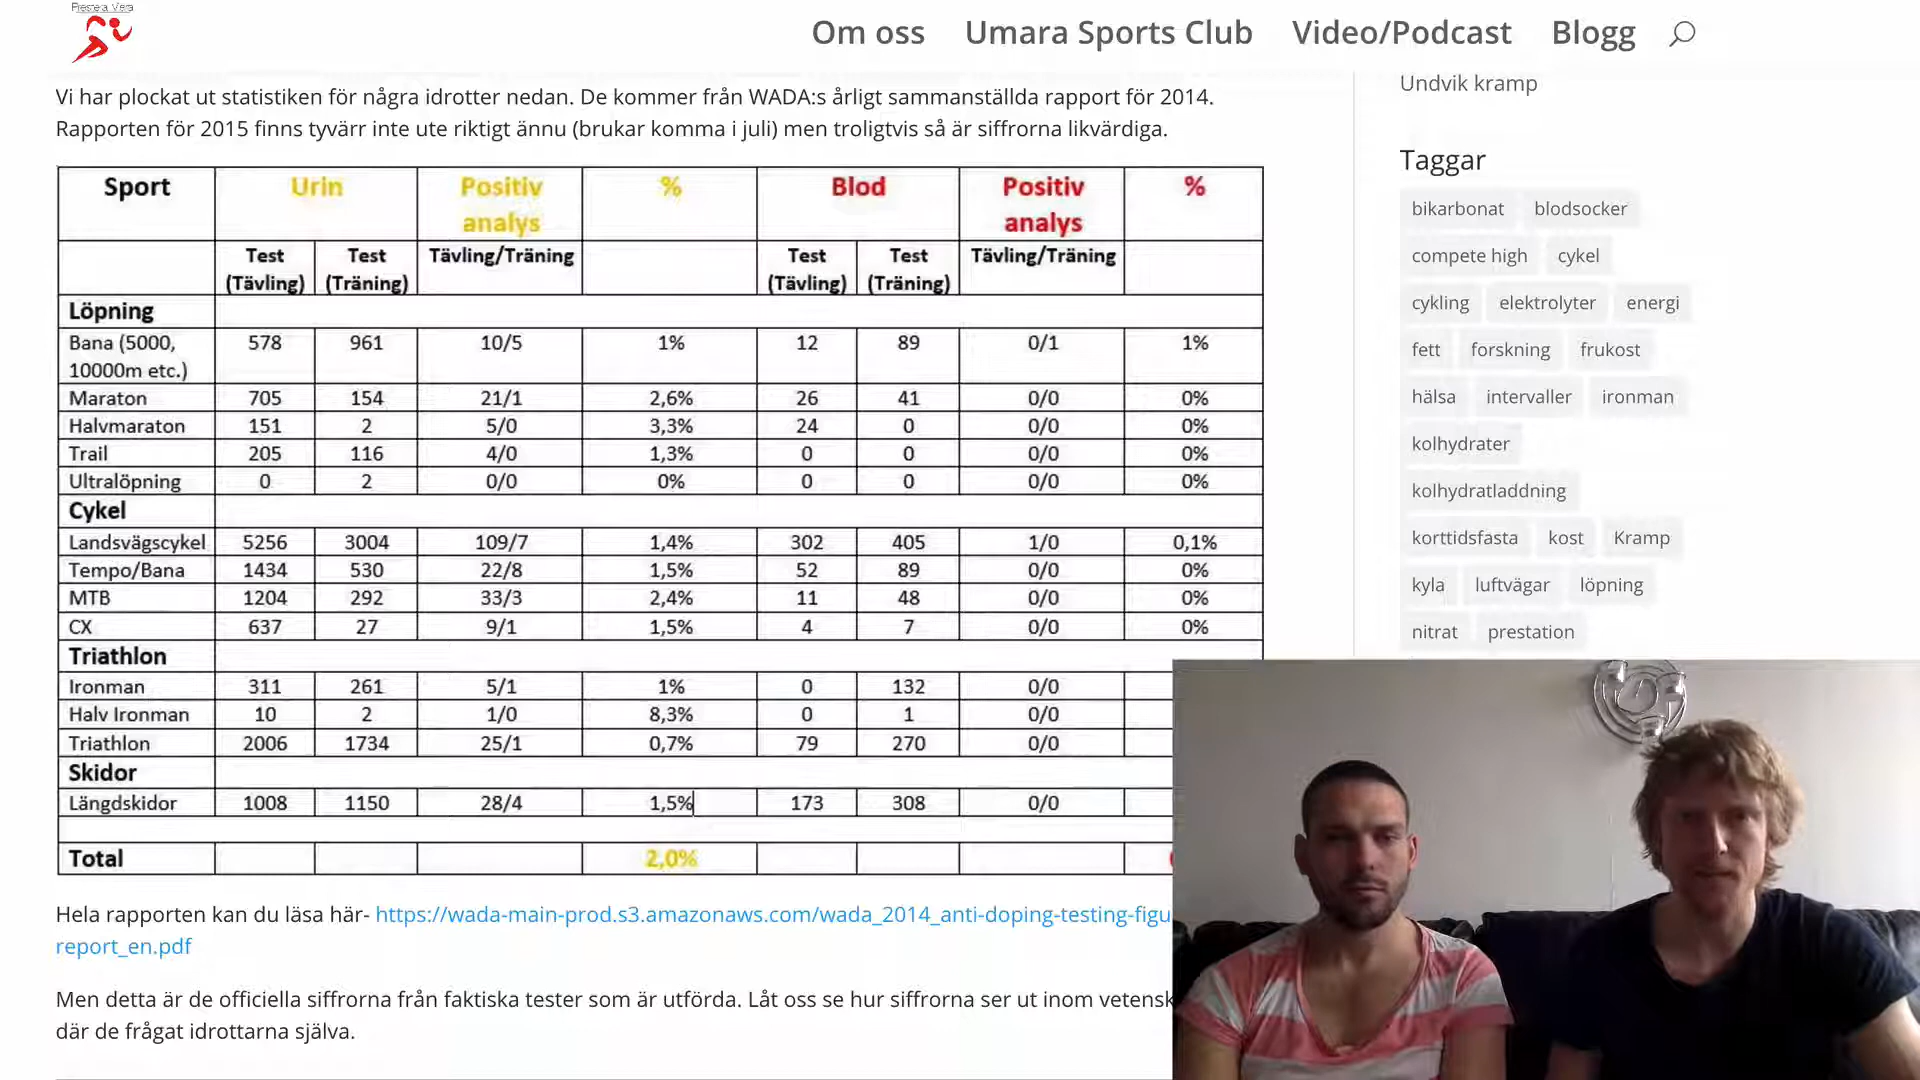 Prestera Mera
Om oss Umara Sports Club Video/Podcast Blogg
Vi har plockat ut statistiken för några idrotter nedan. De kommer från WADA:s årligt sammanställda rapport för 2014.
Rapporten för 2015 finns tyvärr inte ute riktigt ännu (brukar komma i juli) men troligtvis så är siffrorna likvärdiga.
Sport Urin Positiv analys % Blod Positiv analys %
Test (Tävling) Test (Träning) Tävling/Träning Test (Tävling) Test (Träning) Tävling/Träning
Löpning
Bana (5000, 10000m etc.) 578 961 10/5 1% 12 89 0/1 1%
Maraton 705 154 21/1 2,6% 26 41 0/0 0%
Halvmaraton 151 2 5/0 3,3% 24 0 0/0 0%
Trail 205 116 4/0 1,3% 0 0 0/0 0%
Ultralöpning 0 2 0/0 0% 0 0 0/0 0%
Cykel
Landsvägscykel 5256 3004 109/7 1,4% 302 405 1/0 0,1%
Tempo/Bana 1434 530 22/8 1,5% 52 89 0/0 0%
MTB 1204 292 33/3 2,4% 11 48 0/0 0%
CX 637 27 9/1 1,5% 4 7 0/0 0%
Triathlon
Ironman 311 261 5/1 1% 0 132 0/0
Halv Ironman 10 2 1/0 8,3% 0 1 0/0
Triathlon 2006 1734 25/1 0,7% 79 270 0/0
Skidor
Längdskidor 1008 1150 28/4 1,5% 173 308 0/0
Total 2,0%
Hela rapporten kan du läsa här- https://wada-main-prod.s3.amazonaws.com/wada_2014_anti-doping-testing-figu
report_en.pdf
Men detta är de officiella siffrorna från faktiska tester som är utförda. Låt oss se hur siffrorna ser ut inom vetensk
där de frågat idrottarna själva.
Undvik kramp
Taggar
bikarbonat blodsocker
compete high cykel
cykling elektrolyter energi
fett forskning frukost
hälsa intervaller ironman
kolhydrater
kolhydratladdning
korttidsfasta kost Kramp
kyla luftvägar löpning
nitrat prestation